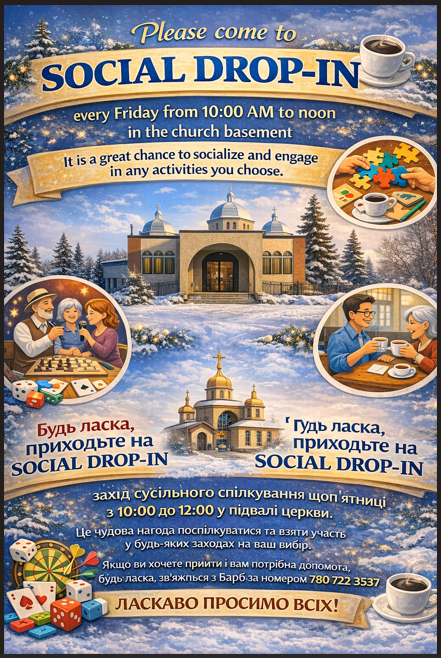 Please come to
SOCIAL DROP-IN
every Friday from 10:00 AM to noon
in the church basement
It is a great chance to socialize and engage
in any activities you choose.
Будь ласка,
приходьте на
SOCIAL DROP-IN
Гудь ласка,
приходьте на
SOCIAL DROP-IN
захід сусільного спілкування щоп'ятниці
з 10:00 до 12:00 у підвалі церкви.
Це чудова нагода поспілкуватися та взяти участь
у будь-яких заходах на ваш вибір.
Якщо ви хочете прийти і вам потрібна допомога,
будь ласка, зв'яжпься з Барб за номером 780 722 3537
ЛАСКАВО ПРОСИМО ВСІХ!